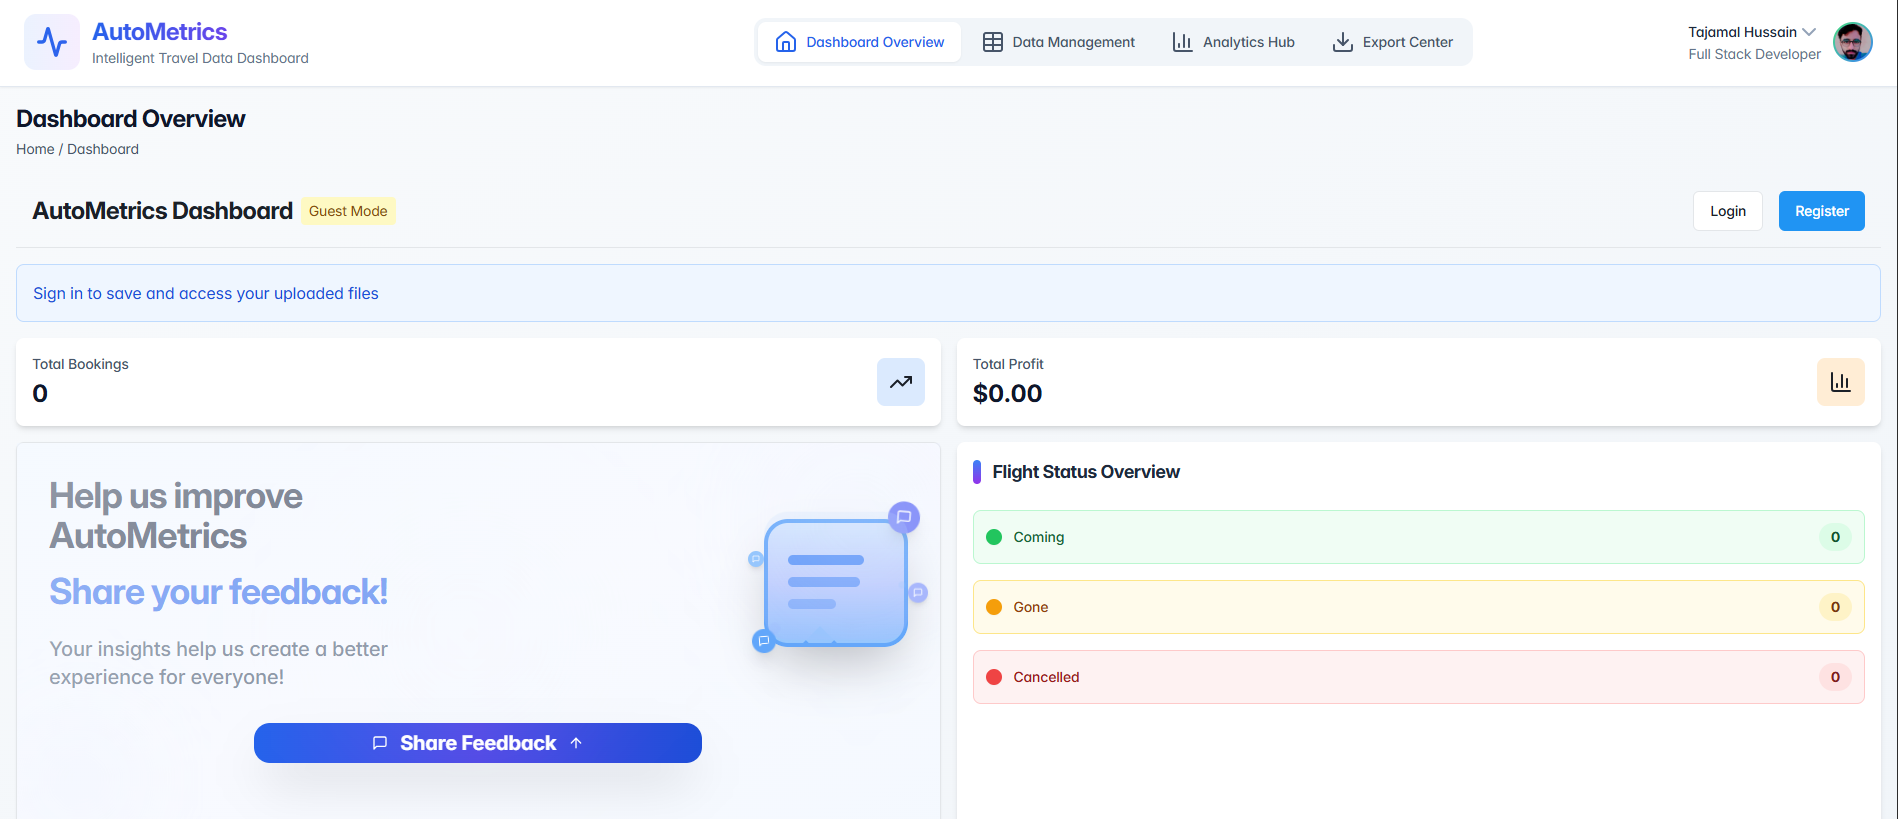 AutoMetrics
Intelligent Travel Data Dashboard
Dashboard Overview
Data Management
Analytics Hub
Export Center
Tajamal Hussain
Full Stack Developer
Dashboard Overview
Home / Dashboard
AutoMetrics Dashboard
Guest Mode
Login
Register
Sign in to save and access your uploaded files
Total Bookings
0
Total Profit
$0.00
Help us improve
AutoMetrics
Share your feedback!
Your insights help us create a better
experience for everyone!
Share Feedback
Flight Status Overview
Coming 0
Gone 0
Cancelled 0